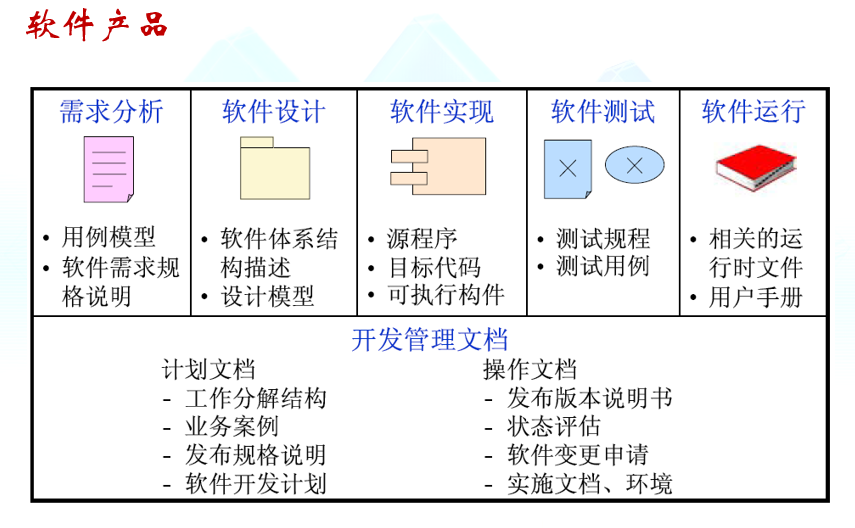 软件产品
需求分析
• 用例模型
• 软件需求规
格说明
软件设计
• 软件体系结
构描述
• 设计模型
软件实现
• 源程序
• 目标代码
• 可执行构件
软件测试
• 测试规程
• 测试用例
软件运行
• 相关的运
行时文件
• 用户手册
开发管理文档
计划文档
- 工作分解结构
- 业务案例
- 发布规格说明
- 软件开发计划
操作文档
- 发布版本说明书
- 状态评估
- 软件变更申请
- 实施文档、环境